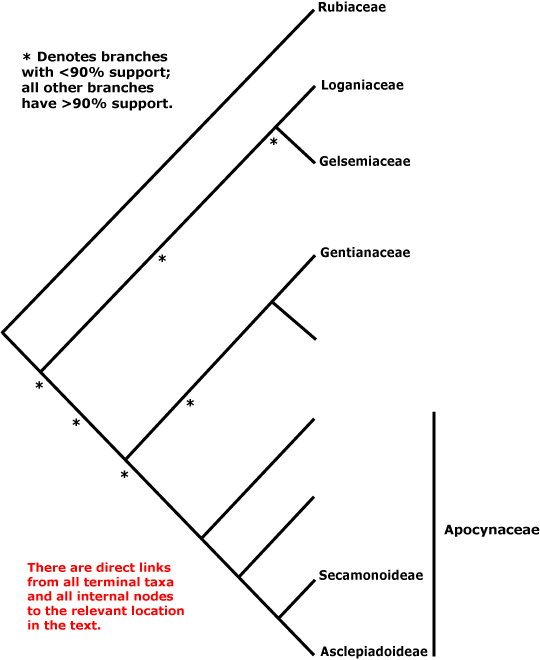 Rubiaceae
* Denotes branches
with <90% support;
all other branches
have >90% support.
Loganiaceae
*
Gelsemiaceae
Gentianaceae
*
*
*
*
*
Apocynaceae
There are direct links
from all terminal taxa
and all internal nodes
to the relevant location
in the text.
Secamonoideae
Asclepiadoideae